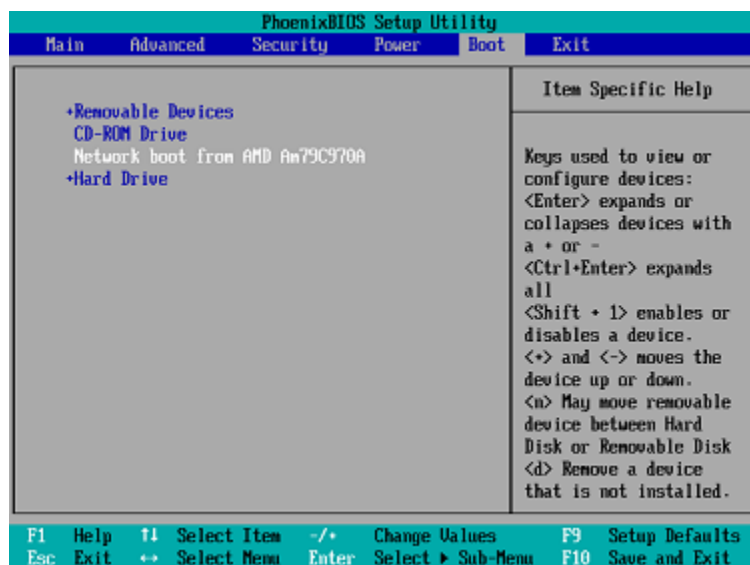 PhoenixBIOS Setup Utility
Main Advanced Security Power Boot Exit
+Removable Devices
CD-ROM Drive
Network boot from AMD Am79C970A
+Hard Drive
Item Specific Help
Keys used to view or
configure devices:
<Enter> expands or
collapses devices with
a + or -
<Ctrl+Enter> expands
all
<Shift + 1> enables or
disables a device.
<+> and <-> moves the
device up or down.
<n> May move removable
device between Hard
Disk or Removable Disk
<d> Remove a device
that is not installed.
F1 Help ↑↓ Select Item -/+ Change Values F9 Setup Defaults
Esc Exit ↔ Select Menu Enter Select ▶ Sub-Menu F10 Save and Exit